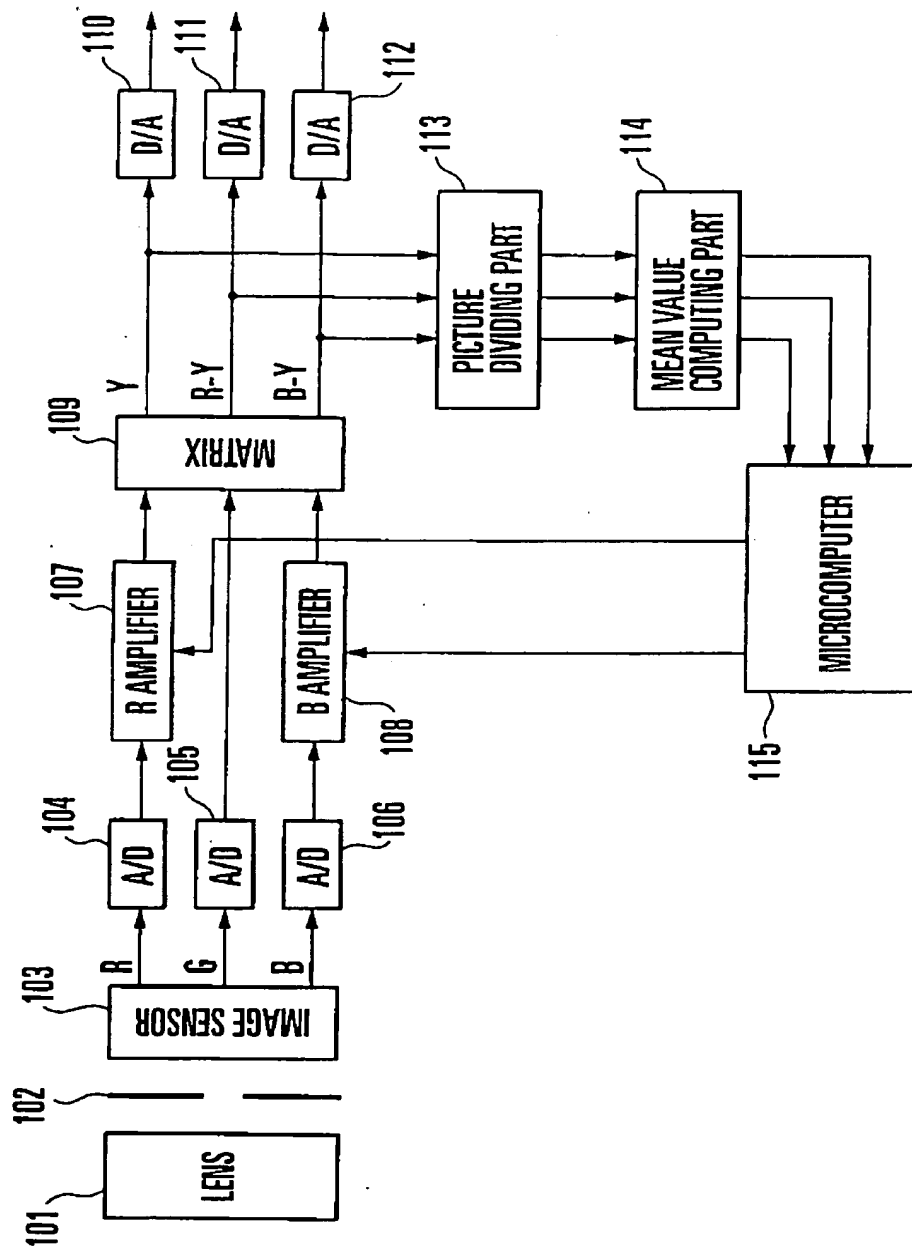 101
LENS
102
103
IMAGE SENSOR
R
G
B
104
A/D
105
A/D
106
A/D
107
R AMPLIFIER
108
B AMPLIFIER
109
MATRIX
Y
R-Y
B-Y
110
D/A
111
D/A
112
D/A
113
PICTURE
DIVIDING PART
114
MEAN VALUE
COMPUTING PART
115
MICROCOMPUTER